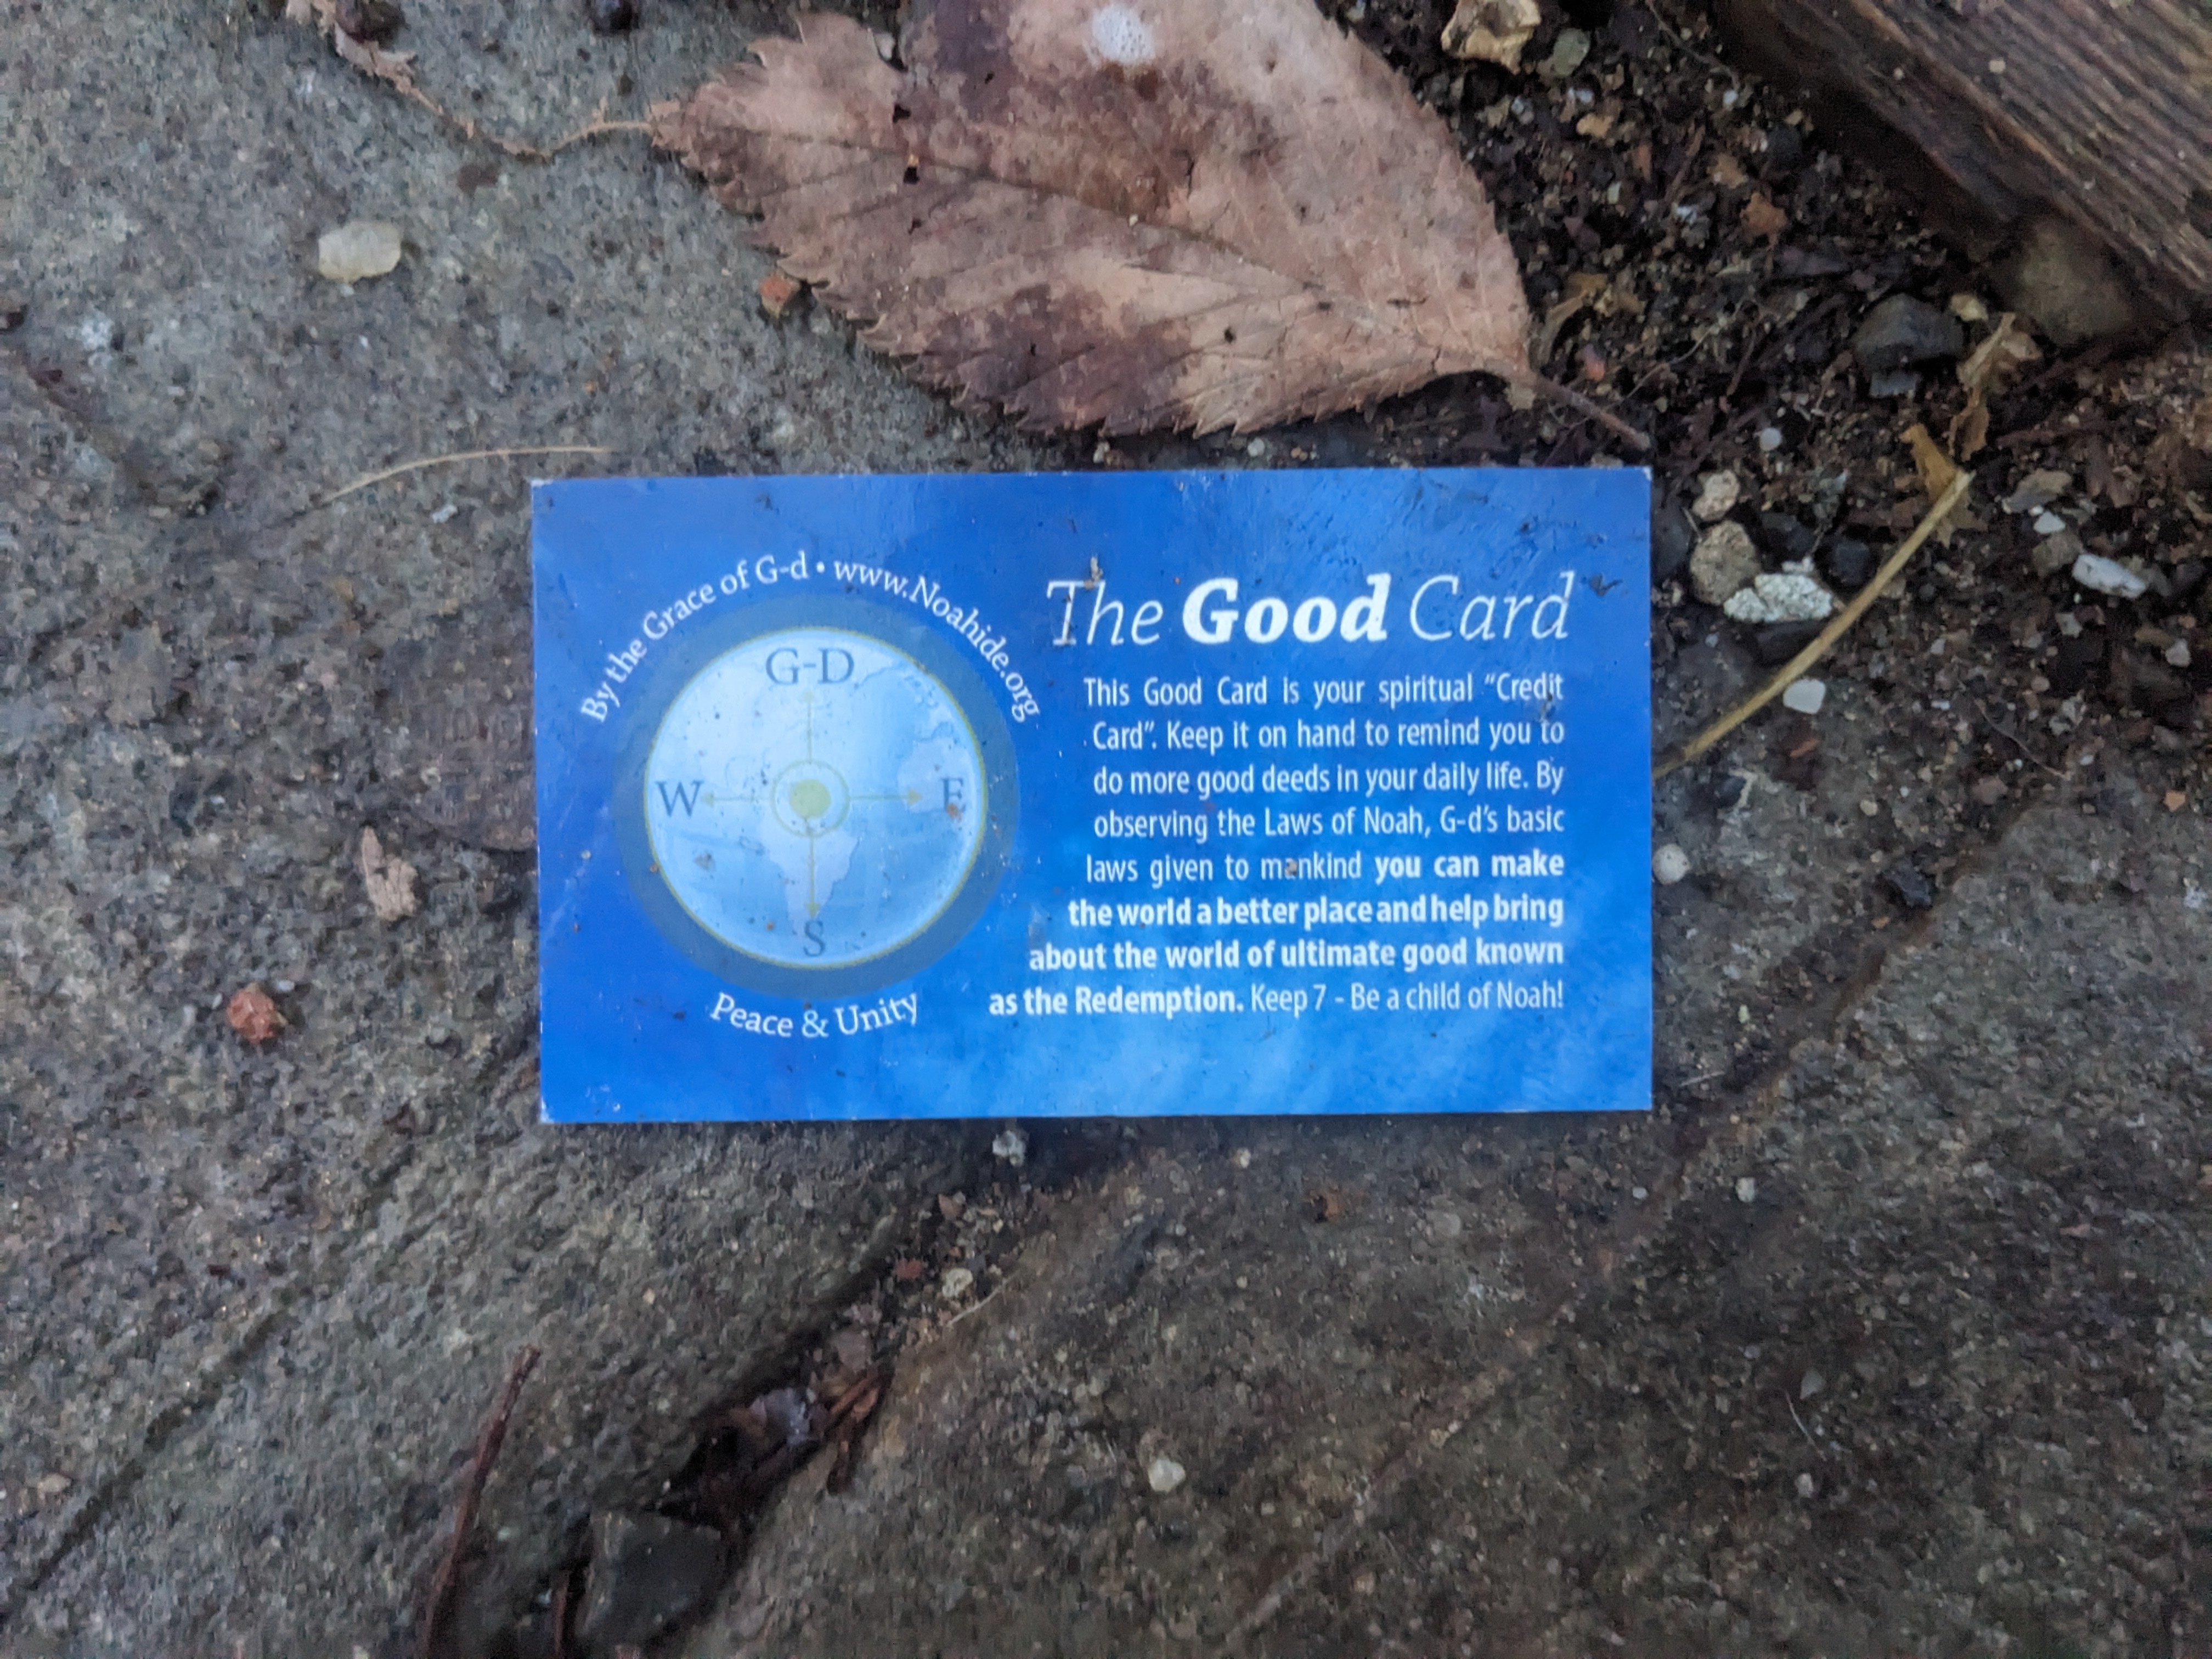 By the Grace of G-d • www.Noahide.org
G-D
W E
S
Peace & Unity
The Good Card
This Good Card is your spiritual “Credit
Card”. Keep it on hand to remind you to
do more good deeds in your daily life. By
observing the Laws of Noah, G-d's basic
laws given to mankind you can make
the world a better place and help bring
about the world of ultimate good known
as the Redemption. Keep 7 - Be a child of Noah!